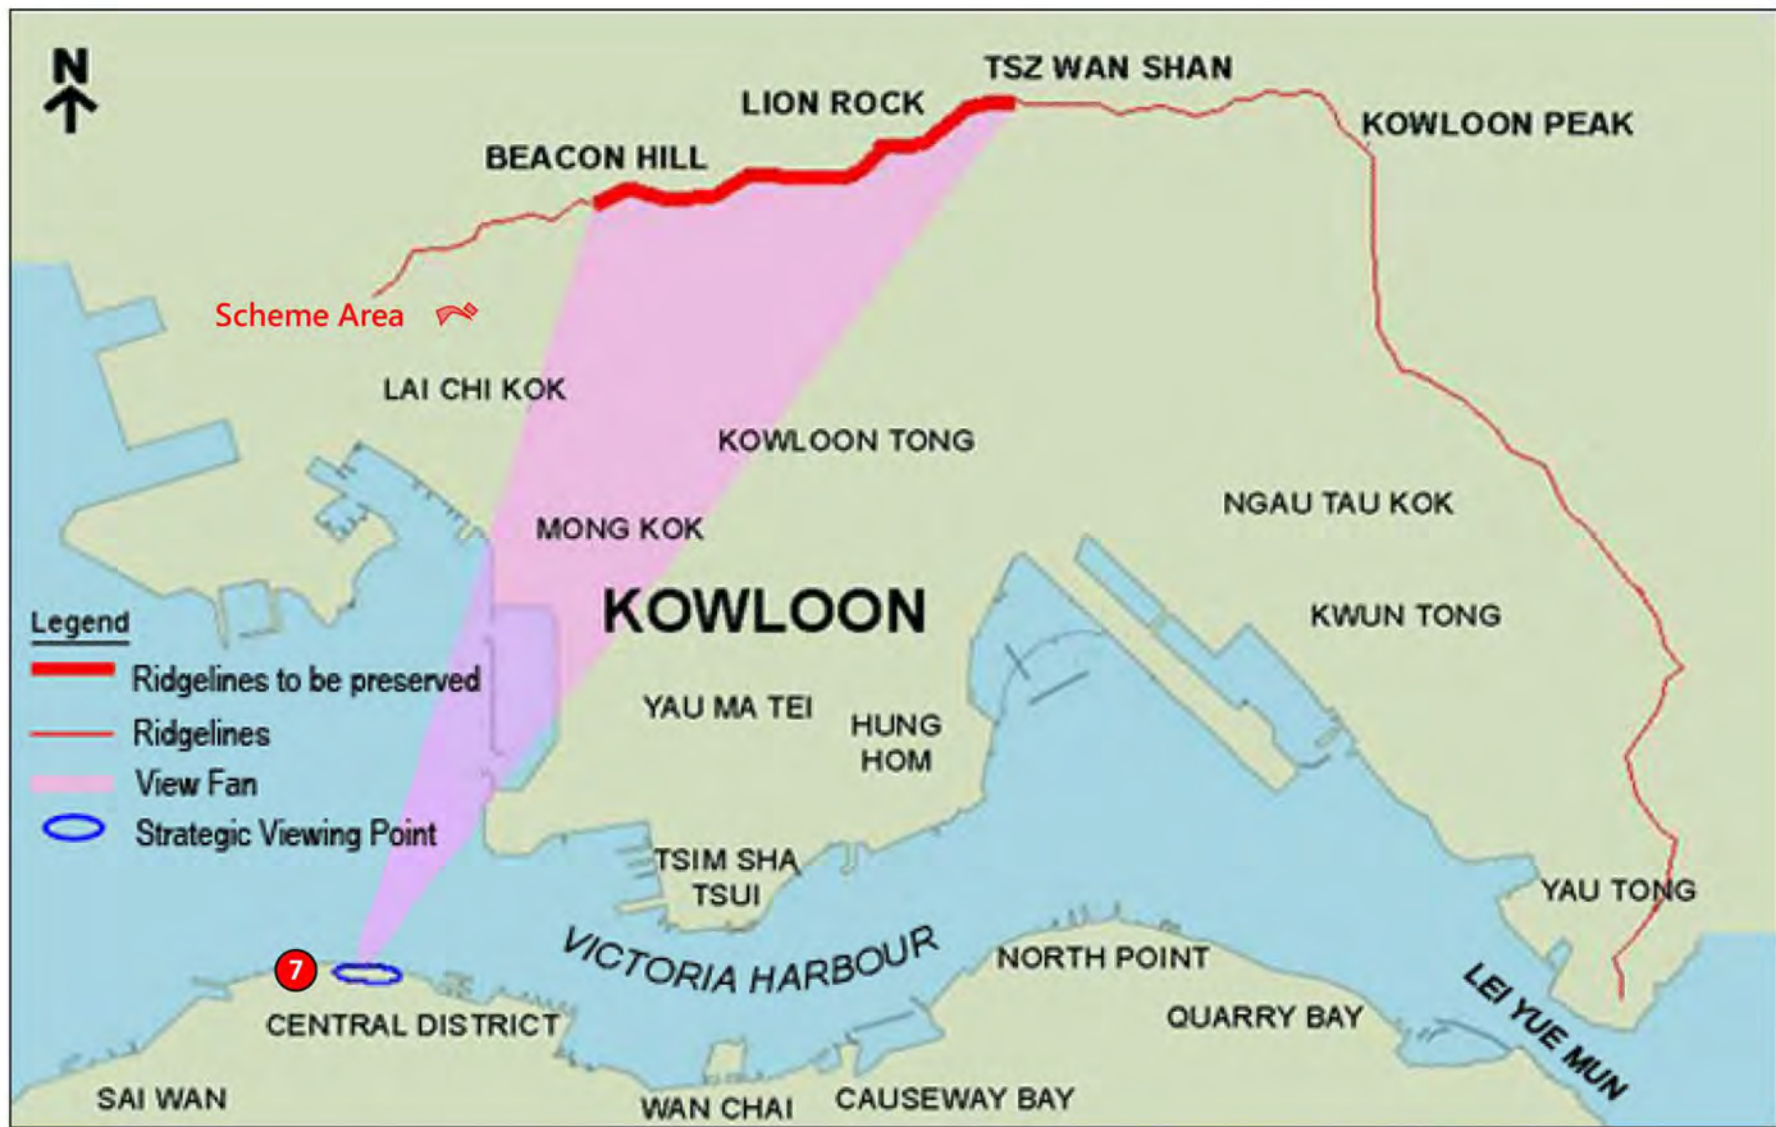 N
TSZ WAN SHAN
LION ROCK
KOWLOON PEAK
BEACON HILL
Scheme Area
LAI CHI KOK
KOWLOON TONG
NGAU TAU KOK
MONG KOK
KOWLOON
KWUN TONG
Legend
Ridgelines to be preserved
Ridgelines
View Fan
Strategic Viewing Point
YAU MA TEI
HUNG
HOM
TSIM SHA
TSUI
YAU TONG
VICTORIA HARBOUR
NORTH POINT
7
LEI YUE MUN
CENTRAL DISTRICT
QUARRY BAY
SAI WAN
WAN CHAI
CAUSEWAY BAY